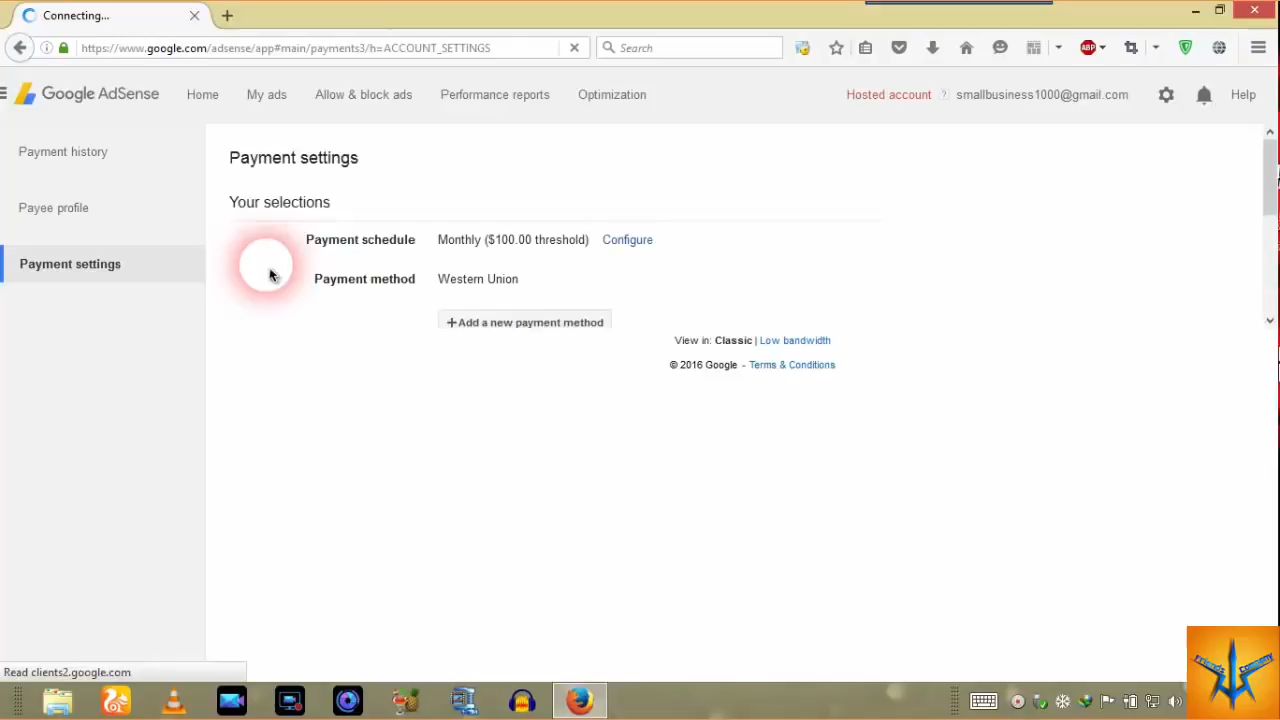 Connecting...
https://www.google.com/adsense/app#main/payments3/h=ACCOUNT_SETTINGS
Search
ABP
Google AdSense
Home
My ads
Allow & block ads
Performance reports
Optimization
Hosted account
?
smallbusiness1000@gmail.com
Help
Payment history
Payee profile
Payment settings
Payment settings
Your selections
Payment schedule Monthly ($100.00 threshold) Configure
Payment method Western Union
+Add a new payment method
View in: Classic | Low bandwidth
© 2016 Google - Terms & Conditions
Read clients2.google.com
Friends
Company